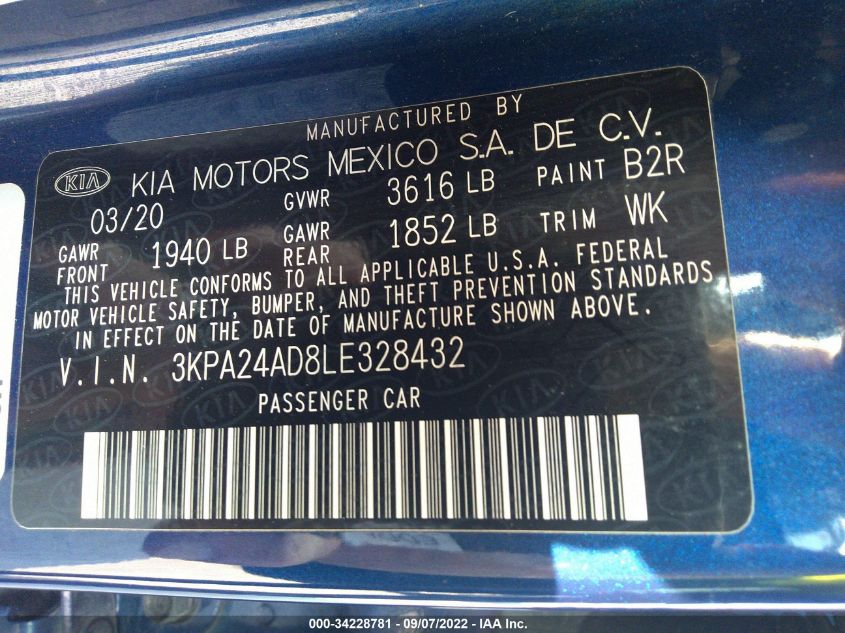 MANUFACTURED BY
KIA KIA MOTORS MEXICO S.A. DE C.V.
03/20 GVWR 3616 LB PAINT B2R
GAWR FRONT 1940 LB GAWR REAR 1852 LB TRIM WK
THIS VEHICLE CONFORMS TO ALL APPLICABLE U.S.A. FEDERAL
MOTOR VEHICLE SAFETY, BUMPER, AND THEFT PREVENTION STANDARDS
IN EFFECT ON THE DATE OF MANUFACTURE SHOWN ABOVE.
V.I.N. 3KPA24AD8LE328432
PASSENGER CAR
000-34228781 - 09/07/2022 - IAA Inc.